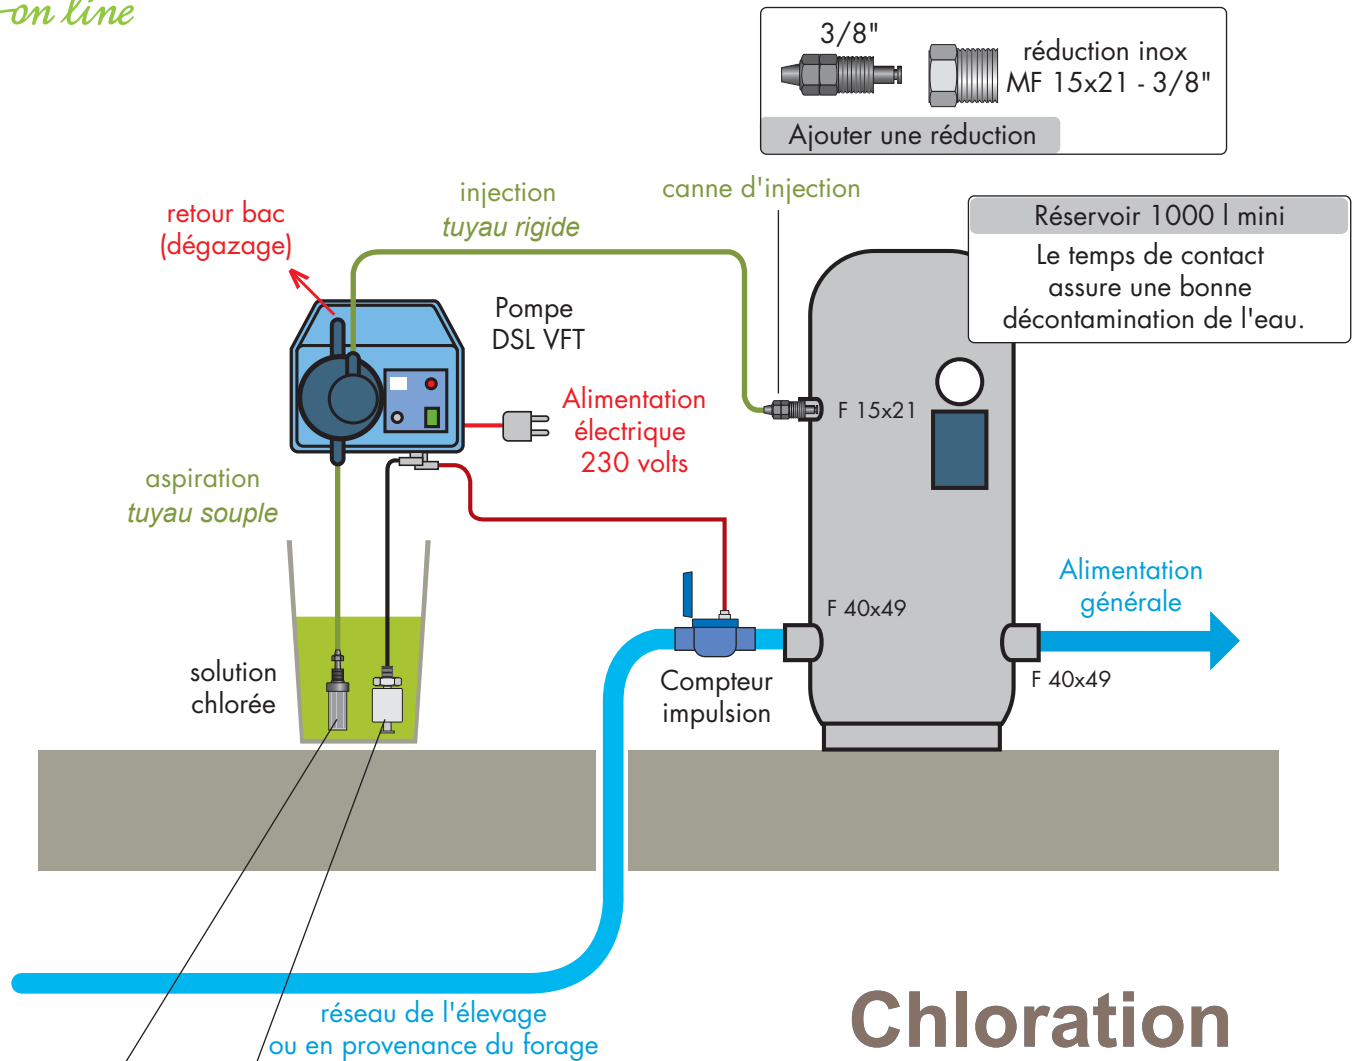 on line
3/8"
réduction inox
MF 15x21 - 3/8"
Ajouter une réduction
injection
tuyau rigide
canne d'injection
retour bac
(dégazage)
Réservoir 1000 l mini
Le temps de contact
assure une bonne
décontamination de l'eau.
Pompe
DSL VFT
Alimentation
électrique
230 volts
F 15x21
aspiration
tuyau souple
Alimentation
générale
F 40x49
solution
chlorée
Compteur
impulsion
F 40x49
réseau de l'élevage
ou en provenance du forage
Chloration